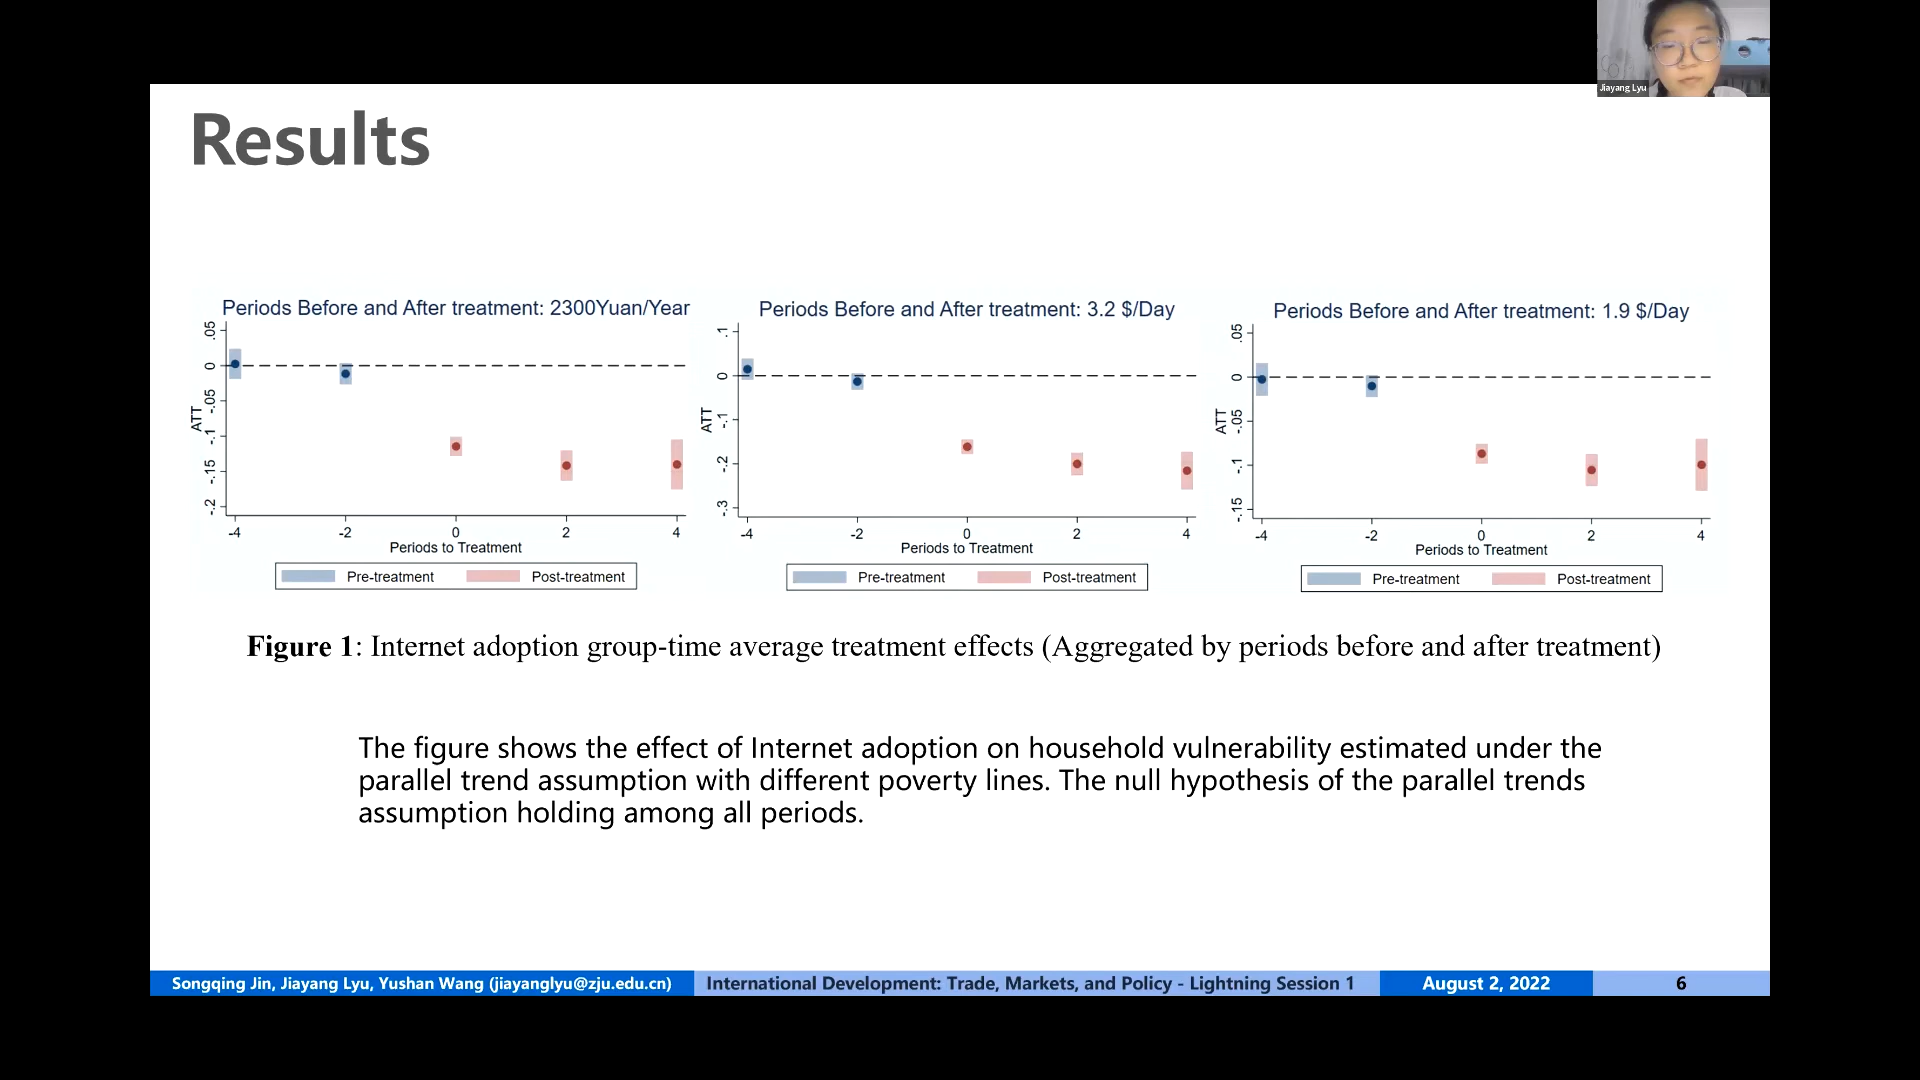 Jiayang Lyu
Results
Periods Before and After treatment: 2300Yuan/Year
.05
0
-.05
-.1
-.15
-.2
ATT
-4
-2
0
2
4
Periods to Treatment
Pre-treatment
Post-treatment
Periods Before and After treatment: 3.2 $/Day
.1
0
-.1
-.2
-.3
ATT
-4
-2
0
2
4
Periods to Treatment
Pre-treatment
Post-treatment
Periods Before and After treatment: 1.9 $/Day
.05
0
-.05
-.1
-.15
ATT
-4
-2
0
2
4
Periods to Treatment
Pre-treatment
Post-treatment
Figure 1: Internet adoption group-time average treatment effects (Aggregated by periods before and after treatment)
The figure shows the effect of Internet adoption on household vulnerability estimated under the
parallel trend assumption with different poverty lines. The null hypothesis of the parallel trends
assumption holding among all periods.
Songqing Jin, Jiayang Lyu, Yushan Wang (jiayanglyu@zju.edu.cn)
International Development: Trade, Markets, and Policy - Lightning Session 1
August 2, 2022
6